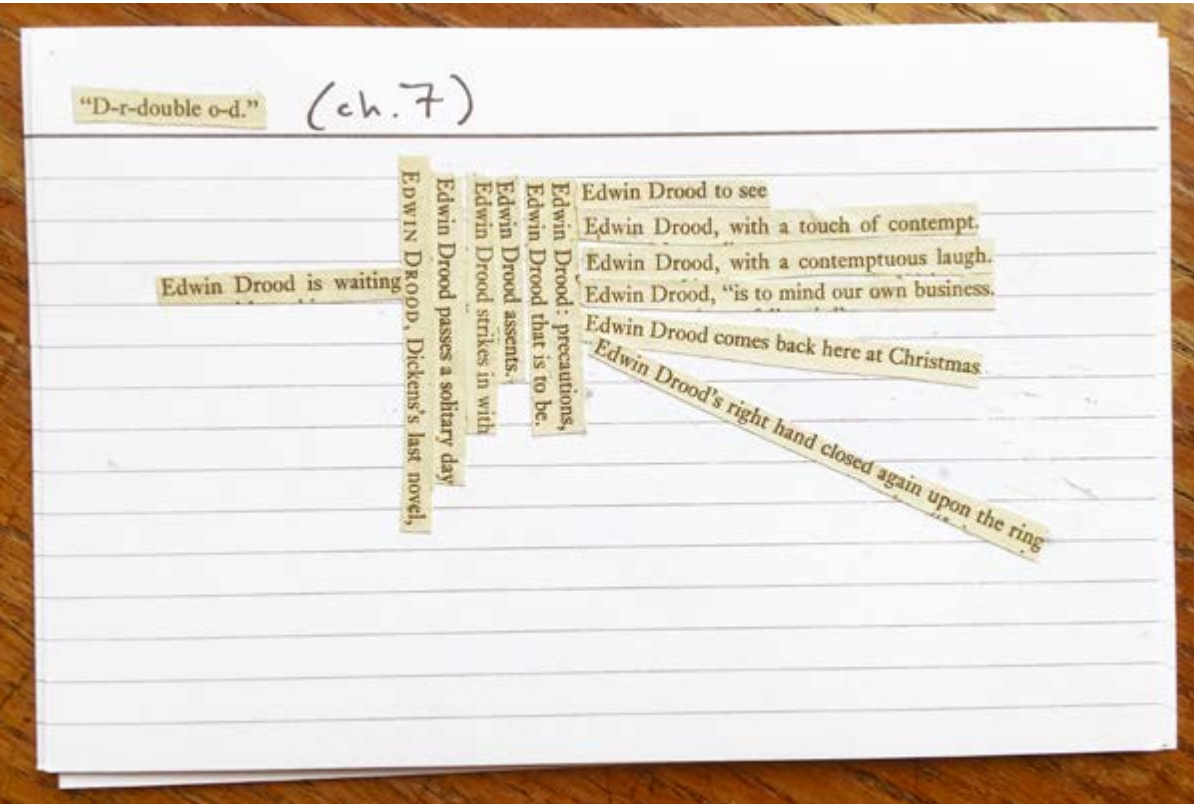 “D-r-double o-d.” (ch. 7)
Edwin Drood is waiting
EDWIN DROOD, Dickens's last novel,
Edwin Drood passes a solitary day
Edwin Drood strikes in with
Edwin Drood assents.
Edwin Drood that is to be.
Edwin Drood: precautions,
Edwin Drood to see
Edwin Drood, with a touch of contempt.
Edwin Drood, with a contemptuous laugh.
Edwin Drood, “is to mind our own business.
Edwin Drood comes back here at Christmas
Edwin Drood's right hand closed again upon the ring